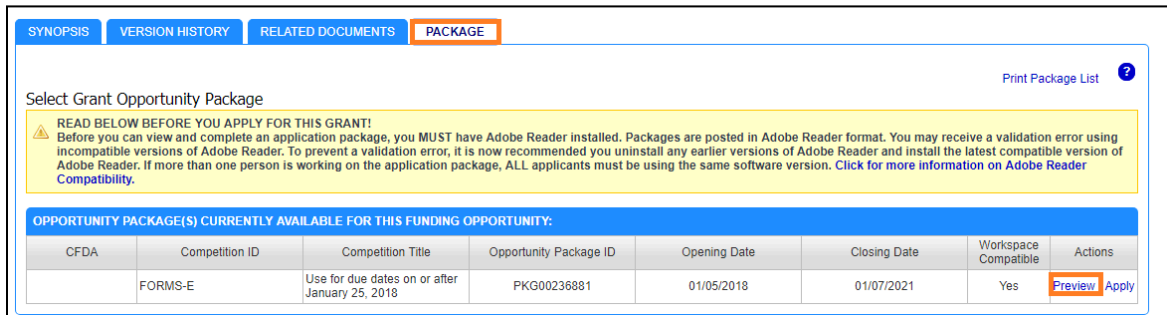 SYNOPSIS VERSION HISTORY RELATED DOCUMENTS PACKAGE
Print Package List ?
Select Grant Opportunity Package
READ BELOW BEFORE YOU APPLY FOR THIS GRANT!
Before you can view and complete an application package, you MUST have Adobe Reader installed. Packages are posted in Adobe Reader format. You may receive a validation error using
incompatible versions of Adobe Reader. To prevent a validation error, it is now recommended you uninstall any earlier versions of Adobe Reader and install the latest compatible version of
Adobe Reader. If more than one person is working on the application package, ALL applicants must be using the same software version. Click for more information on Adobe Reader
Compatibility.
OPPORTUNITY PACKAGE(S) CURRENTLY AVAILABLE FOR THIS FUNDING OPPORTUNITY:
CFDA Competition ID Competition Title Opportunity Package ID Opening Date Closing Date Workspace Compatible Actions
FORMS-E Use for due dates on or after January 25, 2018 PKG00236881 01/05/2018 01/07/2021 Yes Preview Apply